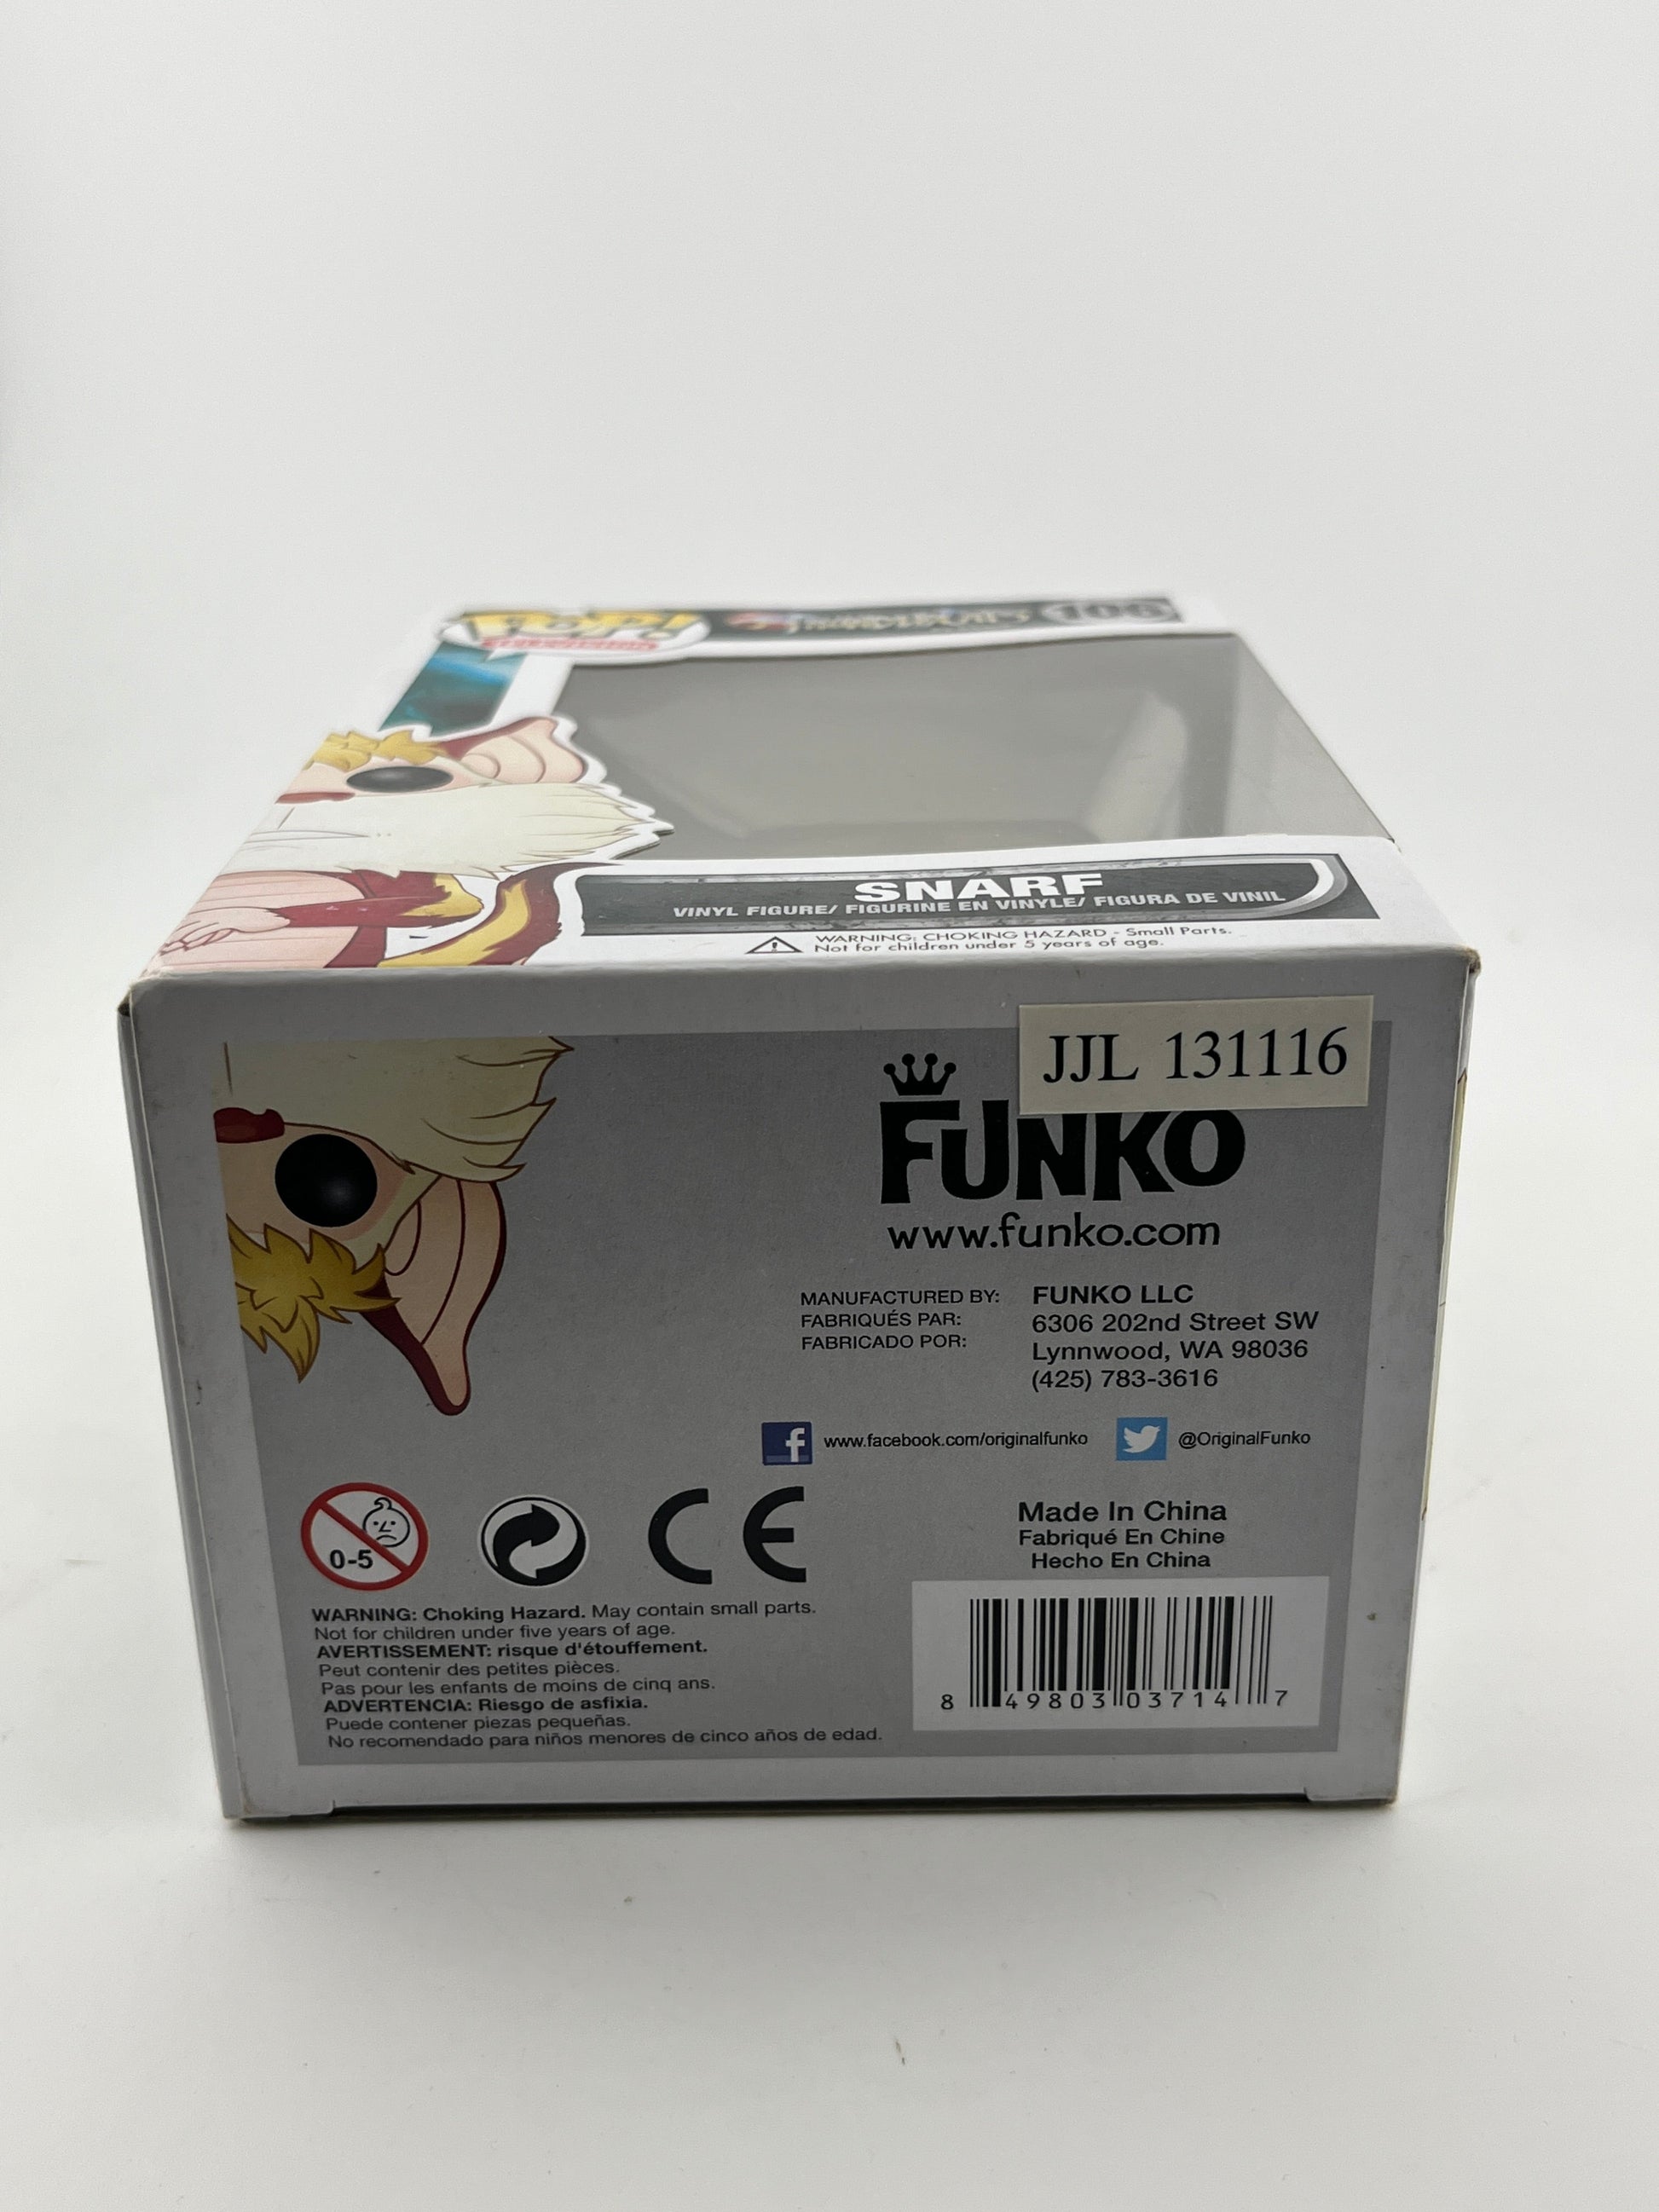 POP!
TELEVISION
THUNDERCATS
106
SNARF
VINYL FIGURE/ FIGURINE EN VINYLE/ FIGURA DE VINIL
WARNING: CHOKING HAZARD - Small Parts.
Not for children under 5 years of age.
JJL 131116
FUNKO
www.funko.com
MANUFACTURED BY: FUNKO LLC
FABRIQUÉS PAR: 6306 202nd Street SW
FABRICADO POR: Lynnwood, WA 98036
(425) 783-3616
f www.facebook.com/originalfunko @OriginalFunko
0-5
CE
Made In China
Fabriqué En Chine
Hecho En China
WARNING: Choking Hazard. May contain small parts.
Not for children under five years of age.
AVERTISSEMENT: risque d'étouffement.
Peut contenir des petites pièces.
Pas pour les enfants de moins de cinq ans.
ADVERTENCIA: Riesgo de asfixia.
Puede contener piezas pequeñas.
No recomendado para niños menores de cinco años de edad.
8 49803 03714 7